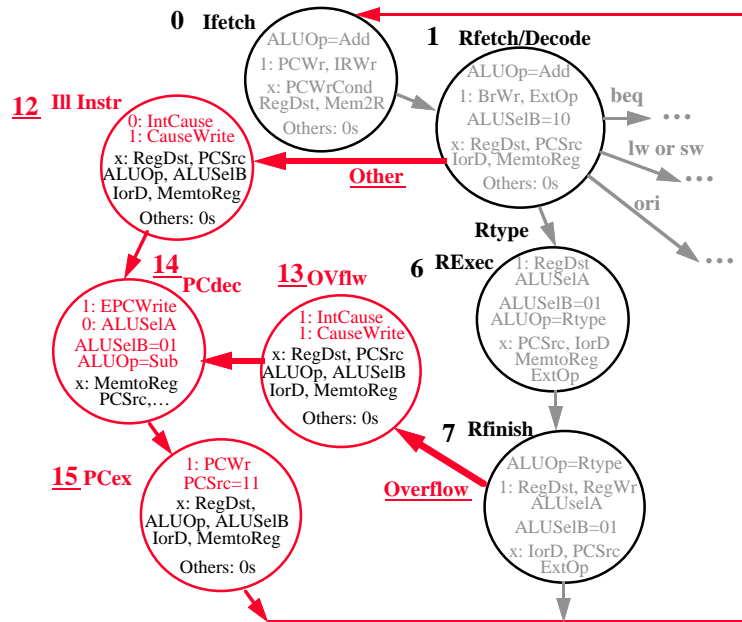 0 Ifetch
ALUOp=Add
1: PCWr, IRWr
x: PCWrCond
RegDst, Mem2R
Others: 0s
1 Rfetch/Decode
ALUOp=Add
1: BrWr, ExtOp
ALUSelB=10
x: RegDst, PCSrc
IorD, MemtoReg
Others: 0s
beq
...
lw or sw
...
ori
...
12 Ill Instr
0: IntCause
1: CauseWrite
x: RegDst, PCSrc
ALUOp, ALUSelB
IorD, MemtoReg
Others: 0s
Other
Rtype
6 RExec
1: RegDst
ALUSelA
ALUSelB=01
ALUOp=Rtype
x: PCSrc, IorD
MemtoReg
ExtOp
14 PCdec
1: EPCWrite
0: ALUSelA
ALUSelB=01
ALUOp=Sub
x: MemtoReg
PCSrc,...
13 OVflw
1: IntCause
1: CauseWrite
x: RegDst, PCSrc
ALUOp, ALUSelB
IorD, MemtoReg
Others: 0s
7 Rfinish
ALUOp=Rtype
1: RegDst, RegWr
ALUselA
ALUSelB=01
x: IorD, PCSrc
ExtOp
Overflow
15 PCex
1: PCWr
PCSrc=11
x: RegDst,
ALUOp, ALUSelB
IorD, MemtoReg
Others: 0s